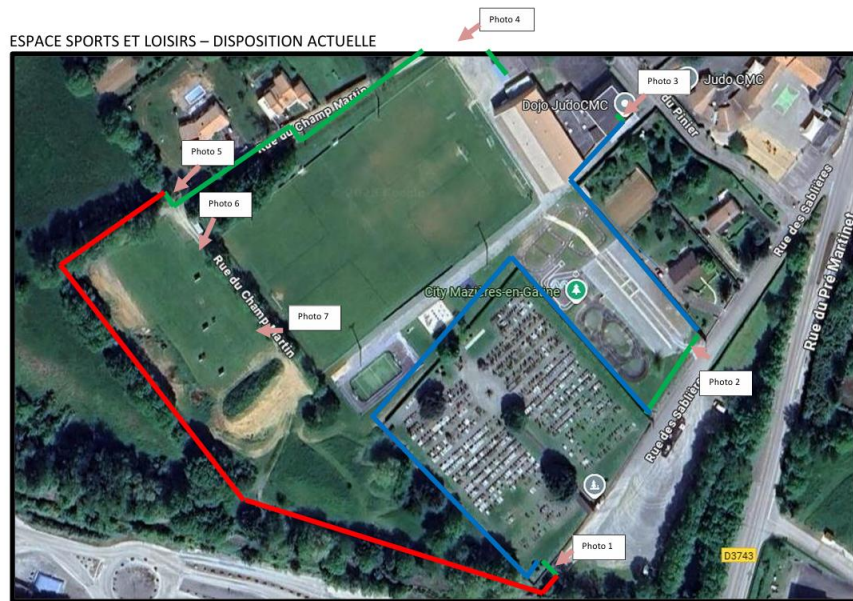 Photo 4
ESPACE SPORTS ET LOISIRS – DISPOSITION ACTUELLE
Photo 3
Judo CMC
Dojo JudoCMC
du Pinier
Rue du Champ Martin
Photo 5
Photo 6
Rue des Sablières
Rue du Pré Martinet
Rue du Champ Martin
City Mazières-en-Gâtine
Photo 7
Photo 2
Rue des Sablières
Photo 1
D3743